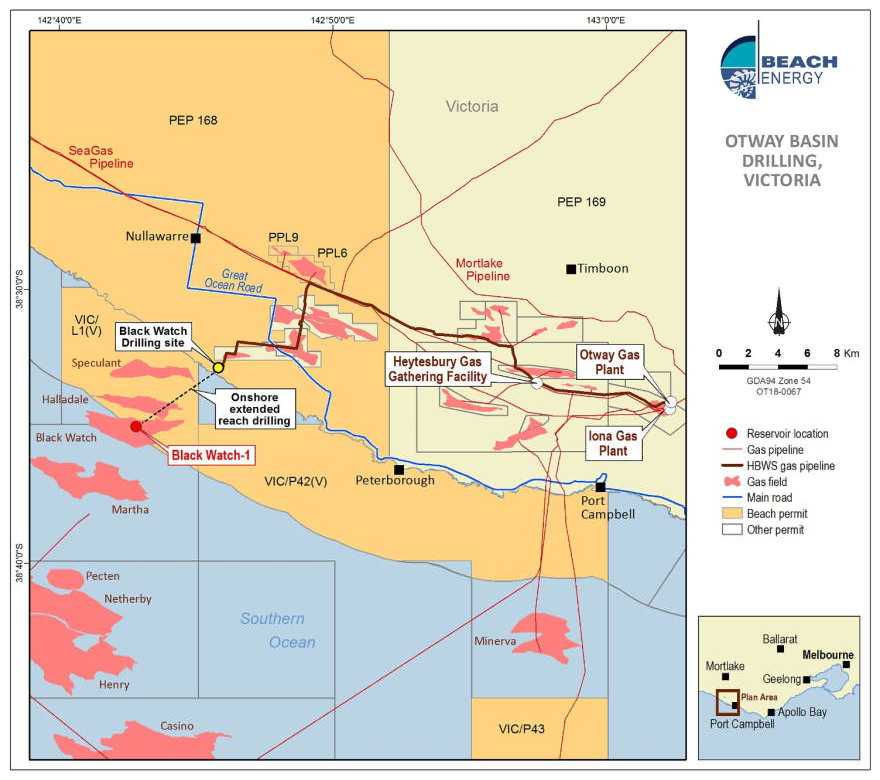 142°40'0"E
142°50'0"E
143°0'E
BEACH
ENERGY
OTWAY BASIN
DRILLING,
VICTORIA
Victoria
PEP 168
SeaGas
Pipeline
PEP 169
Nullawarre
PPL9
PPL6
Mortlake
Pipeline
Timboon
Great
Ocean Road
38°30'0"S
VIC/
L1(V)
Black Watch
Drilling site
Heytesbury Gas
Gathering Facility
Otway Gas
Plant
Speculant
Onshore
extended
reach drilling
Halladale
Black Watch
Black Watch-1
Iona Gas
Plant
VIC/P42(V)
Peterborough
Port
Campbell
Martha
38°40'0"S
Pecten
Netherby
Southern
Ocean
Minerva
Henry
Casino
VIC/P43
N
0 2 4 6 8 Km
GDA94 Zone 54
OT18-0067
Reservoir location
Gas pipeline
HBWS gas pipeline
Gas field
Main road
Beach permit
Other permit
Ballarat
Melbourne
Mortlake
Geelong
Plan Area
Port Campbell
Apollo Bay